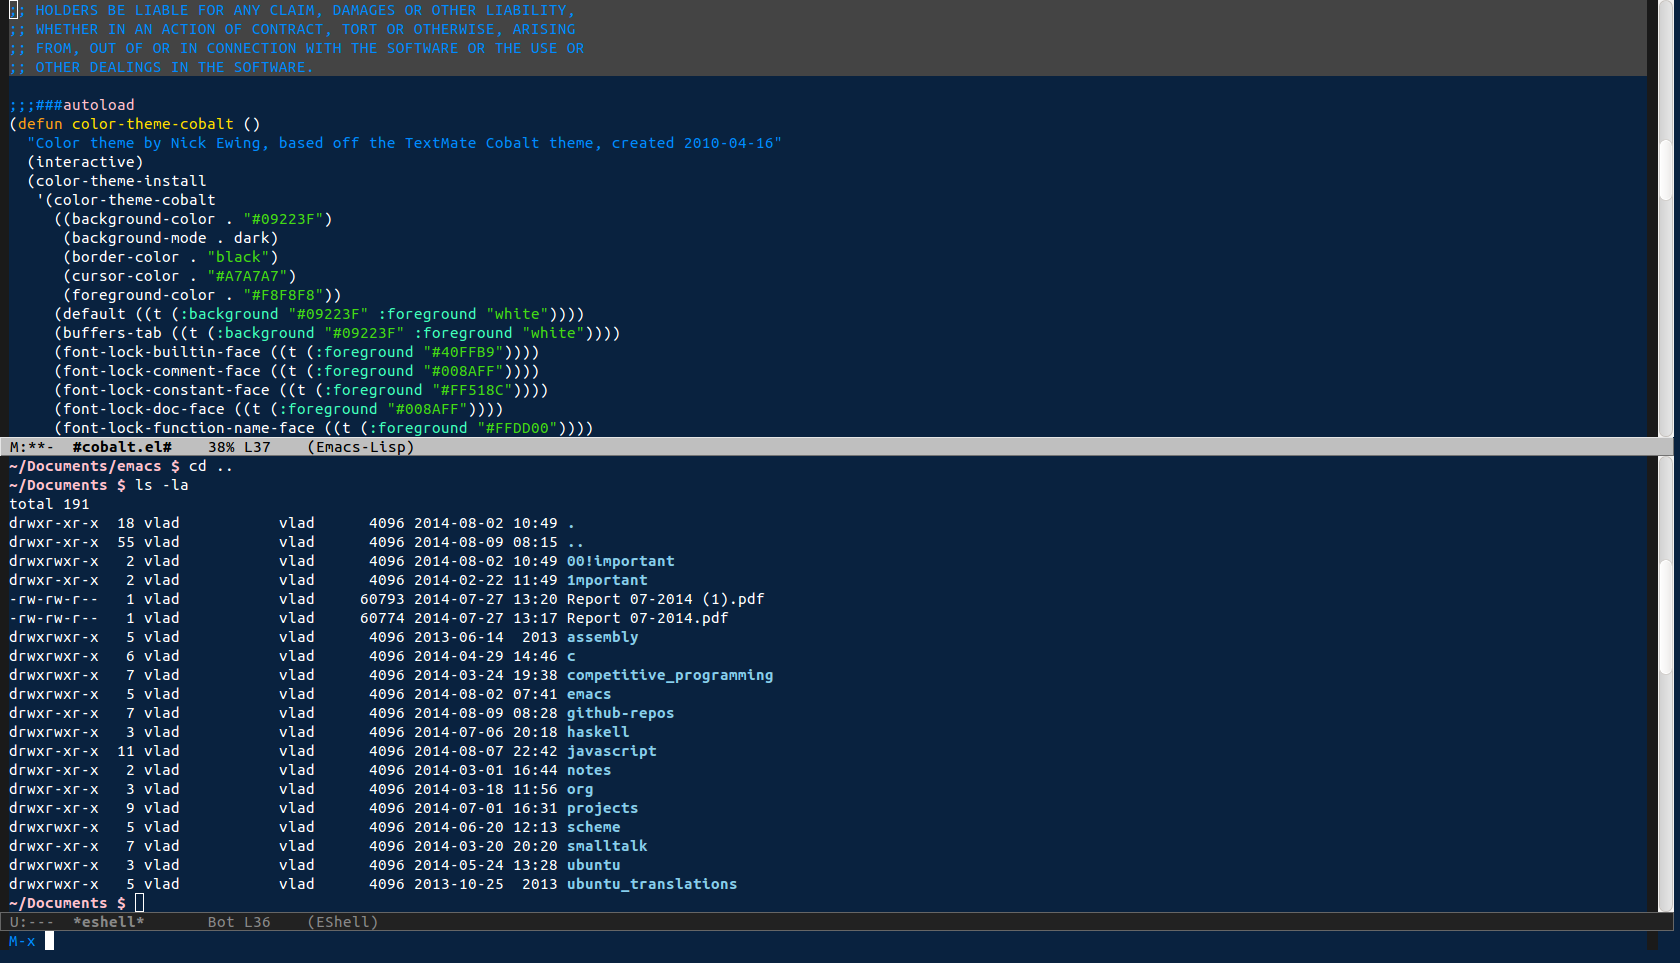 ;; HOLDERS BE LIABLE FOR ANY CLAIM, DAMAGES OR OTHER LIABILITY,
;; WHETHER IN AN ACTION OF CONTRACT, TORT OR OTHERWISE, ARISING
;; FROM, OUT OF OR IN CONNECTION WITH THE SOFTWARE OR THE USE OR
;; OTHER DEALINGS IN THE SOFTWARE.

;;;###autoload
(defun color-theme-cobalt ()
  "Color theme by Nick Ewing, based off the TextMate Cobalt theme, created 2010-04-16"
  (interactive)
  (color-theme-install
   '(color-theme-cobalt
     ((background-color . "#09223F")
      (background-mode . dark)
      (border-color . "black")
      (cursor-color . "#A7A7A7")
      (foreground-color . "#F8F8F8"))
     (default ((t (:background "#09223F" :foreground "white"))))
     (buffers-tab ((t (:background "#09223F" :foreground "white"))))
     (font-lock-builtin-face ((t (:foreground "#40FFB9"))))
     (font-lock-comment-face ((t (:foreground "#008AFF"))))
     (font-lock-constant-face ((t (:foreground "#FF518C"))))
     (font-lock-doc-face ((t (:foreground "#008AFF"))))
     (font-lock-function-name-face ((t (:foreground "#FFDD00"))))
M:**-  #cobalt.el#    38% L37    (Emacs-Lisp)
~/Documents/emacs $ cd ..
~/Documents $ ls -la
total 191
drwxr-xr-x  18 vlad           vlad      4096 2014-08-02 10:49 .
drwxr-xr-x  55 vlad           vlad      4096 2014-08-09 08:15 ..
drwxrwxr-x   2 vlad           vlad      4096 2014-08-02 10:49 00!important
drwxr-xr-x   2 vlad           vlad      4096 2014-02-22 11:49 1mportant
-rw-rw-r--   1 vlad           vlad     60793 2014-07-27 13:20 Report 07-2014 (1).pdf
-rw-rw-r--   1 vlad           vlad     60774 2014-07-27 13:17 Report 07-2014.pdf
drwxrwxr-x   5 vlad           vlad      4096 2013-06-14  2013 assembly
drwxrwxr-x   6 vlad           vlad      4096 2014-04-29 14:46 c
drwxrwxr-x   7 vlad           vlad      4096 2014-03-24 19:38 competitive_programming
drwxrwxr-x   5 vlad           vlad      4096 2014-08-02 07:41 emacs
drwxr-xr-x   7 vlad           vlad      4096 2014-08-09 08:28 github-repos
drwxr-xr-x   3 vlad           vlad      4096 2014-07-06 20:18 haskell
drwxr-xr-x  11 vlad           vlad      4096 2014-08-07 22:42 javascript
drwxr-xr-x   2 vlad           vlad      4096 2014-03-01 16:44 notes
drwxr-xr-x   3 vlad           vlad      4096 2014-03-18 11:56 org
drwxr-xr-x   9 vlad           vlad      4096 2014-07-01 16:31 projects
drwxrwxr-x   5 vlad           vlad      4096 2014-06-20 12:13 scheme
drwxrwxr-x   7 vlad           vlad      4096 2014-03-20 20:20 smalltalk
drwxrwxr-x   3 vlad           vlad      4096 2014-05-24 13:28 ubuntu
drwxrwxr-x   5 vlad           vlad      4096 2013-10-25  2013 ubuntu_translations
~/Documents $
U:---  *eshell*       Bot L36    (EShell)
M-x